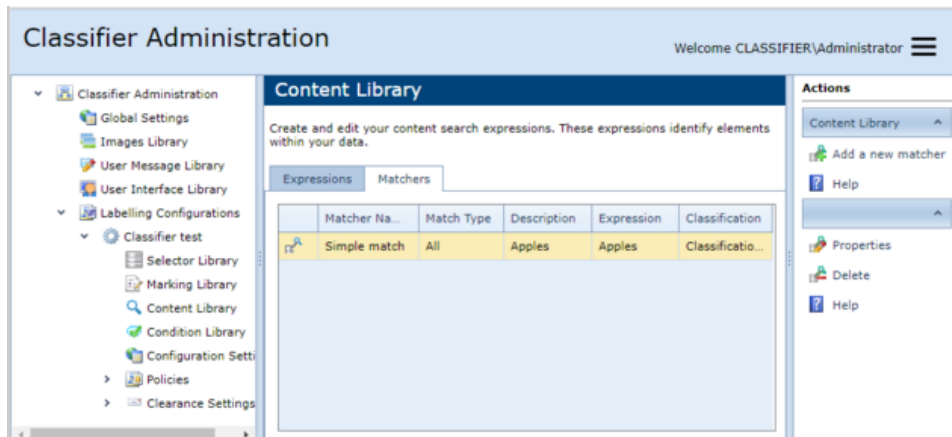 Classifier Administration
Welcome CLASSIFIER\Administrator
Classifier Administration
Global Settings
Images Library
User Message Library
User Interface Library
Labelling Configurations
Classifier test
Selector Library
Marking Library
Content Library
Condition Library
Configuration Setti
Policies
Clearance Settings
Content Library
Create and edit your content search expressions. These expressions identify elements
within your data.
Expressions Matchers
Matcher Na... Match Type Description Expression Classification
Simple match All Apples Apples Classificatio...
Actions
Content Library
Add a new matcher
Help
Properties
Delete
Help